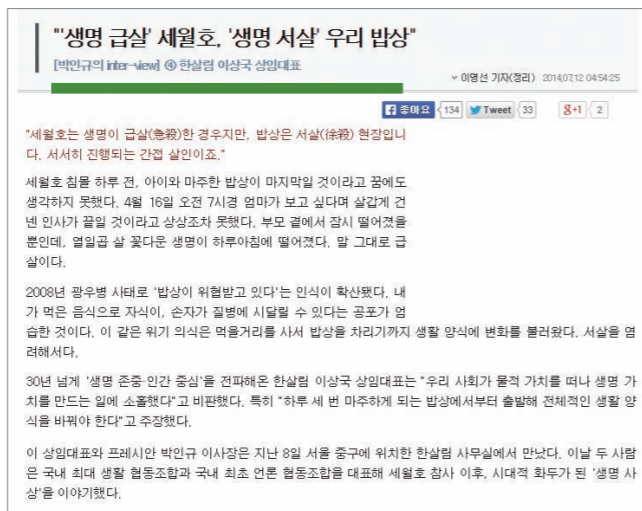 "'생명 급살' 세월호, '생명 서살' 우리 밥상"
[박인규의 inter-view] ④ 한살림 이상국 상임대표
이명선 기자(정리) 2014.07.12 04:54:25
좋아요 134 Tweet 33 g+1 2
"세월호는 생명이 급살(急殺)한 경우지만, 밥상은 서살(徐殺) 현장입니
다. 서서히 진행되는 간접 살인이죠."
세월호 침몰 하루 전, 아이와 마주한 밥상이 마지막일 것이라고 꿈에도
생각하지 못했다. 4월 16일 오전 7시경 엄마가 보고 싶다며 살갑게 건
넨 인사가 끝일 것이라고 상상조차 못했다. 부모 곁에서 잠시 떨어졌을
뿐인데, 열일곱 살 꽃다운 생명이 하루아침에 떨어졌다. 말 그대로 급
살이다.
2008년 광우병 사태로 '밥상이 위협받고 있다'는 인식이 확산됐다. 내
가 먹은 음식으로 자식이, 손자가 질병에 시달릴 수 있다는 공포가 엄
습한 것이다. 이 같은 위기 의식은 먹을거리를 사서 밥상을 차리기까지 생활 양식에 변화를 불러왔다. 서살을 염
려해서다.
30년 넘게 '생명 존중·인간 중심'을 전파해온 한살림 이상국 상임대표는 "우리 사회가 물적 가치를 떠나 생명 가
치를 만드는 일에 소홀했다"고 비판했다. 특히 "하루 세 번 마주하게 되는 밥상에서부터 출발해 전체적인 생활 양
식을 바꿔야 한다"고 주장했다.
이 상임대표와 프레시안 박인규 이사장은 지난 8일 서울 중구에 위치한 한살림 사무실에서 만났다. 이날 두 사람
은 국내 최대 생활 협동조합과 국내 최초 언론 협동조합을 대표해 세월호 참사 이후, 시대적 화두가 된 '생명 사
상'을 이야기했다.